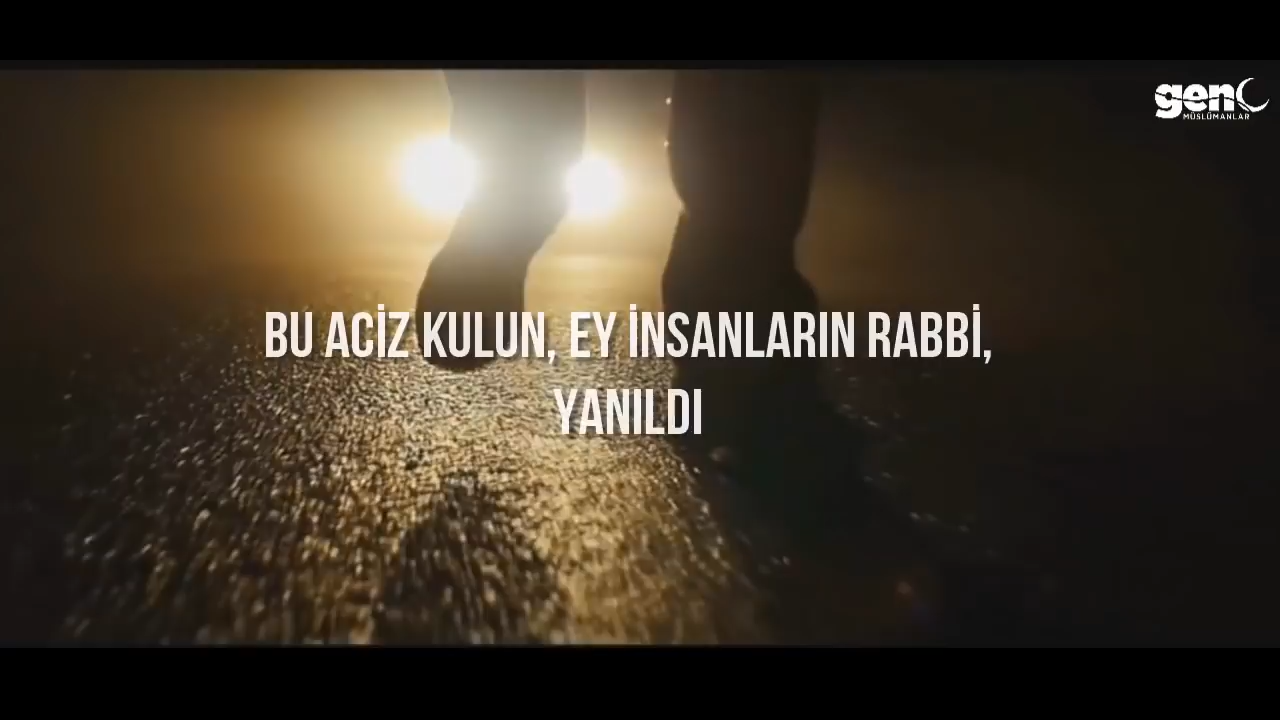 genç
MÜSLÜMANLAR
BU ACİZ KULUN, EY İNSANLARIN RABBİ,
YANILDI